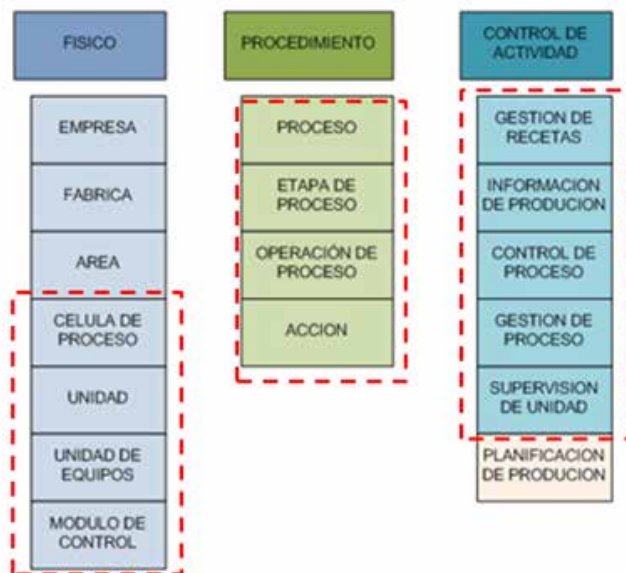 FISICO
EMPRESA
FABRICA
AREA
CELULA DE
PROCESO
UNIDAD
UNIDAD DE
EQUIPOS
MODULO DE
CONTROL
PROCEDIMIENTO
PROCESO
ETAPA DE
PROCESO
OPERACIÓN DE
PROCESO
ACCION
CONTROL DE
ACTIVIDAD
GESTION DE
RECETAS
INFORMACION
DE PRODUCION
CONTROL DE
PROCESO
GESTION DE
PROCESO
SUPERVISION
DE UNIDAD
PLANIFICACION
DE PRODUCION